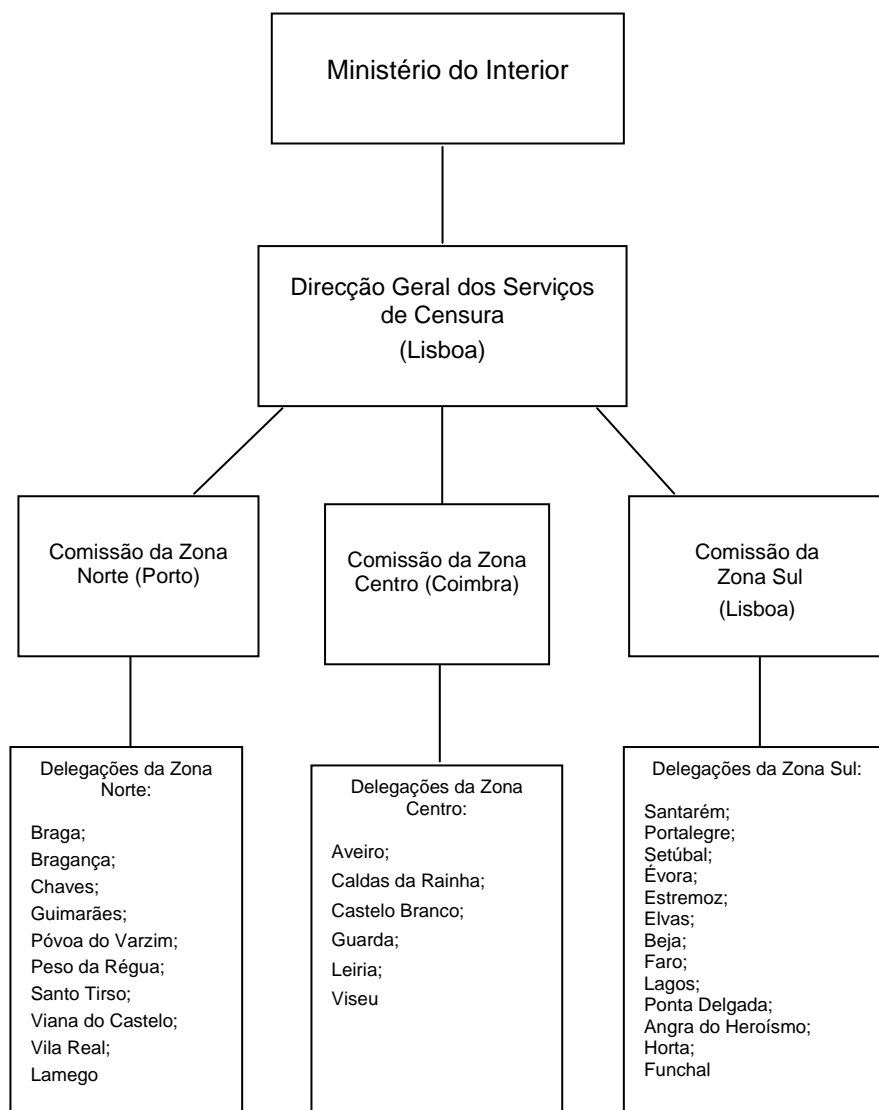 Ministério do Interior
Direcção Geral dos Serviços
de Censura
(Lisboa)
Comissão da Zona
Norte (Porto)
Comissão da Zona
Centro (Coimbra)
Comissão da
Zona Sul
(Lisboa)
Delegações da Zona
Norte:
Braga;
Bragança;
Chaves;
Guimarães;
Póvoa do Varzim;
Peso da Régua;
Santo Tirso;
Viana do Castelo;
Vila Real;
Lamego
Delegações da Zona
Centro:
Aveiro;
Caldas da Rainha;
Castelo Branco;
Guarda;
Leiria;
Viseu
Delegações da Zona Sul:
Santarém;
Portalegre;
Setúbal;
Évora;
Estremoz;
Elvas;
Beja;
Faro;
Lagos;
Ponta Delgada;
Angra do Heroísmo;
Horta;
Funchal